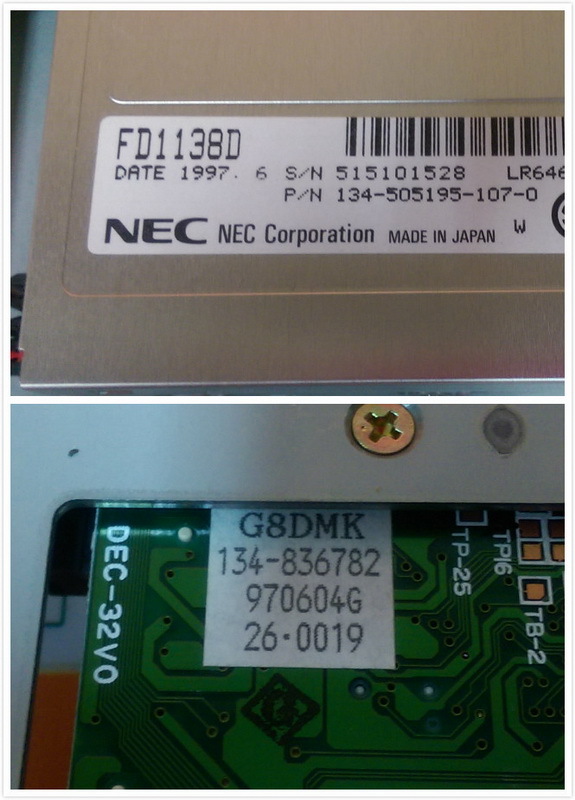 FD1138D
DATE 1997. 6 S/N 515101528 LR646
P/N 134-505195-107-0
NEC NEC Corporation MADE IN JAPAN W
G8DMK
134-836782
970604G
26·0019
DEC-32V0
TP-25
TP6
TB-2